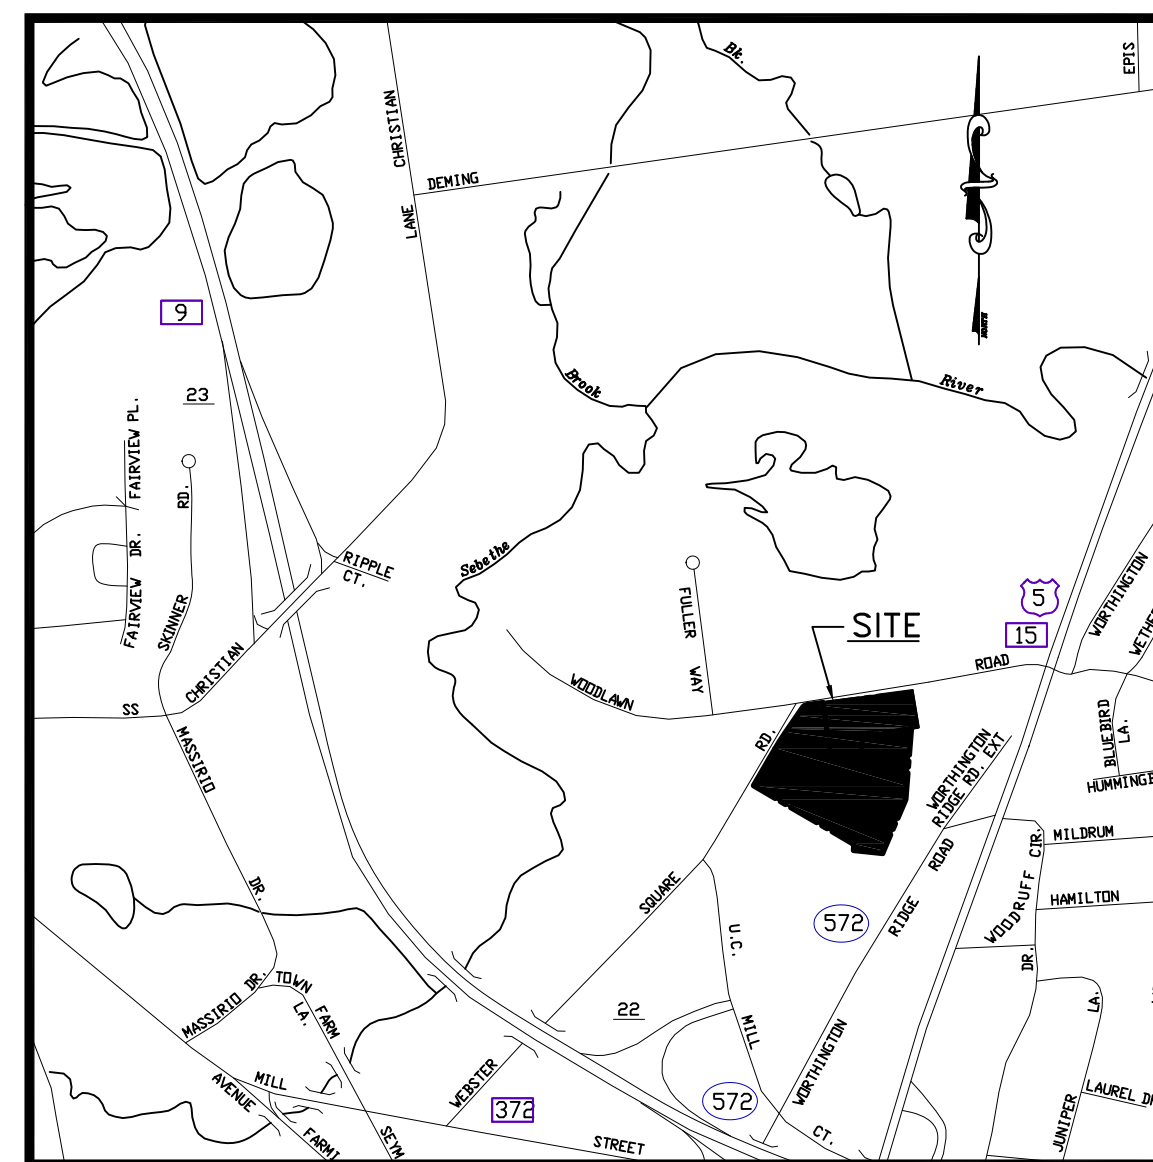 Bk.
EPIS
CHRISTIAN
LANE
DEMING
NORTH
9
23
Brook
River
FAIRVIEW PL.
FAIRVIEW DR.
SKINNER RD.
RIPPLE
CT.
Sebethe
FULLER WAY
5
15
WORTHINGTON
SITE
ROAD
CHRISTIAN
WOODLAWN
SS
MASSIRIO
DR.
RD.
SQUARE
WORTHINGTON
RIDGE RD. EXT
BLUEBIRD
LA.
HUMMINGB
MILDRUM
WOODRUFF CIR.
HAMILTON
ROAD
RIDGE
WORTHINGTON
572
U.C.
DR.
MASSIRIO DR.
TOWN FARM
LA.
22
MILL
LA.
WEBSTER
MILL
AVENUE
372
572
LAUREL DR
JUNIPER
CT.
STREET
SEYM
FARMI